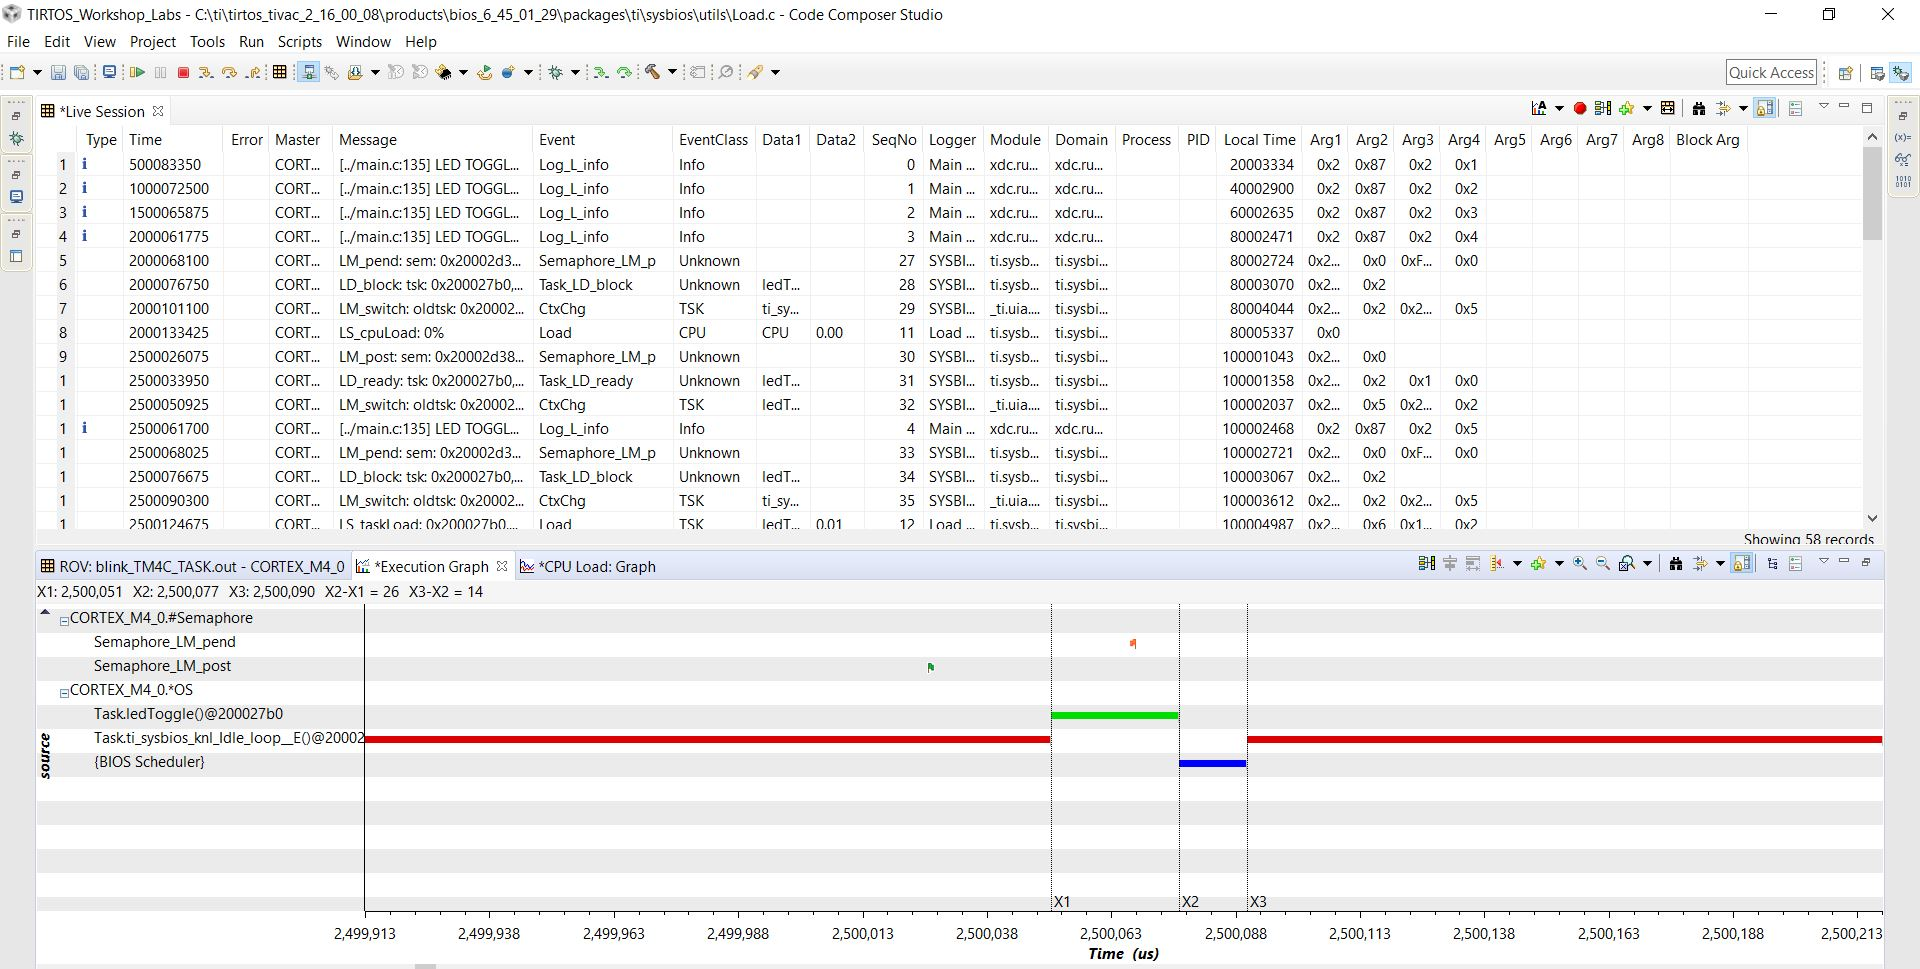 TIRTOS_Workshop_Labs - C:\ti\tirtos_tivac_2_16_00_08\products\bios_6_45_01_29\packages\ti\sysbios\utils\Load.c - Code Composer Studio
File Edit View Project Tools Run Scripts Window Help
Quick Access
*Live Session
Type Time Error Master Message Event EventClass Data1 Data2 SeqNo Logger Module Domain Process PID Local Time Arg1 Arg2 Arg3 Arg4 Arg5 Arg6 Arg7 Arg8 Block Arg
1 i 500083350 CORT... [../main.c:135] LED TOGGL... Log_L_info Info 0 Main ... xdc.ru... xdc.ru... 20003334 0x2 0x87 0x2 0x1
2 i 1000072500 CORT... [../main.c:135] LED TOGGL... Log_L_info Info 1 Main ... xdc.ru... xdc.ru... 40002900 0x2 0x87 0x2 0x2
3 i 1500065875 CORT... [../main.c:135] LED TOGGL... Log_L_info Info 2 Main ... xdc.ru... xdc.ru... 60002635 0x2 0x87 0x2 0x3
4 i 2000061775 CORT... [../main.c:135] LED TOGGL... Log_L_info Info 3 Main ... xdc.ru... xdc.ru... 80002471 0x2 0x87 0x2 0x4
5 2000068100 CORT... LM_pend: sem: 0x20002d3... Semaphore_LM_p Unknown 27 SYSBI... ti.sysb... ti.sysbi... 80002724 0x2... 0x0 0xF... 0x0
6 2000076750 CORT... LD_block: tsk: 0x200027b0,... Task_LD_block Unknown ledT... 28 SYSBI... ti.sysb... ti.sysbi... 80003070 0x2... 0x2
7 2000101100 CORT... LM_switch: oldtsk: 0x20002... CtxChg TSK ti_sy... 29 SYSBI... _ti.uia.... ti.sysbi... 80004044 0x2... 0x2 0x2... 0x5
8 2000133425 CORT... LS_cpuLoad: 0% Load CPU CPU 0.00 11 Load ... ti.sysb... ti.sysbi... 80005337 0x0
9 2500026075 CORT... LM_post: sem: 0x20002d38... Semaphore_LM_p Unknown 30 SYSBI... ti.sysb... ti.sysbi... 100001043 0x2... 0x0
1 2500033950 CORT... LD_ready: tsk: 0x200027b0,... Task_LD_ready Unknown ledT... 31 SYSBI... ti.sysb... ti.sysbi... 100001358 0x2... 0x2 0x1 0x0
1 2500050925 CORT... LM_switch: oldtsk: 0x20002... CtxChg TSK ledT... 32 SYSBI... _ti.uia.... ti.sysbi... 100002037 0x2... 0x5 0x2... 0x2
1 i 2500061700 CORT... [../main.c:135] LED TOGGL... Log_L_info Info 4 Main ... xdc.ru... xdc.ru... 100002468 0x2 0x87 0x2 0x5
1 2500068025 CORT... LM_pend: sem: 0x20002d3... Semaphore_LM_p Unknown 33 SYSBI... ti.sysb... ti.sysbi... 100002721 0x2... 0x0 0xF... 0x0
1 2500076675 CORT... LD_block: tsk: 0x200027b0,... Task_LD_block Unknown ledT... 34 SYSBI... ti.sysb... ti.sysbi... 100003067 0x2... 0x2
1 2500090300 CORT... LM_switch: oldtsk: 0x20002... CtxChg TSK ti_sy... 35 SYSBI... _ti.uia.... ti.sysbi... 100003612 0x2... 0x2 0x2... 0x5
1 2500124675 CORT... LS_taskLoad: 0x200027b0,... Load TSK ledT... 0.01 12 Load ... ti.sysb... ti.sysbi... 100004987 0x2... 0x6 0x1... 0x2
Showing 58 records
ROV: blink_TM4C_TASK.out - CORTEX_M4_0 *Execution Graph *CPU Load: Graph
X1: 2,500,051 X2: 2,500,077 X3: 2,500,090 X2-X1 = 26 X3-X2 = 14
CORTEX_M4_0.#Semaphore
Semaphore_LM_pend
Semaphore_LM_post
CORTEX_M4_0.*OS
Task.ledToggle()@200027b0
Task.ti_sysbios_knl_Idle_loop__E()@20002
{BIOS Scheduler}
source
X1 X2 X3
2,499,913 2,499,938 2,499,963 2,499,988 2,500,013 2,500,038 2,500,063 2,500,088 2,500,113 2,500,138 2,500,163 2,500,188 2,500,213
Time (us)